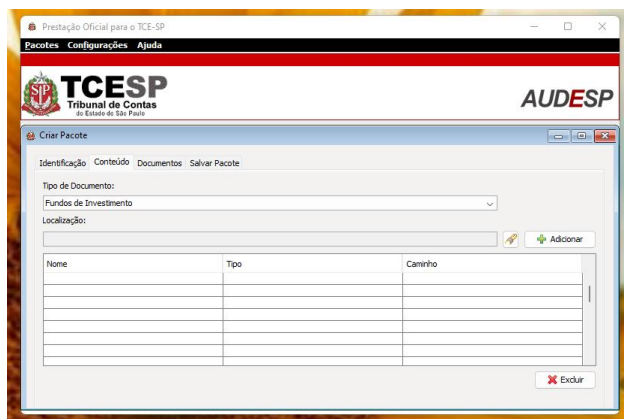 Prestação Oficial para o TCE-SP
Pacotes Configurações Ajuda
TCESP
Tribunal de Contas
do Estado de São Paulo
AUDESP
Criar Pacote
Identificação Conteúdo Documentos Salvar Pacote
Tipo de Documento:
Fundos de Investimento
Localização:
Adicionar
Nome Tipo Caminho
Excluir